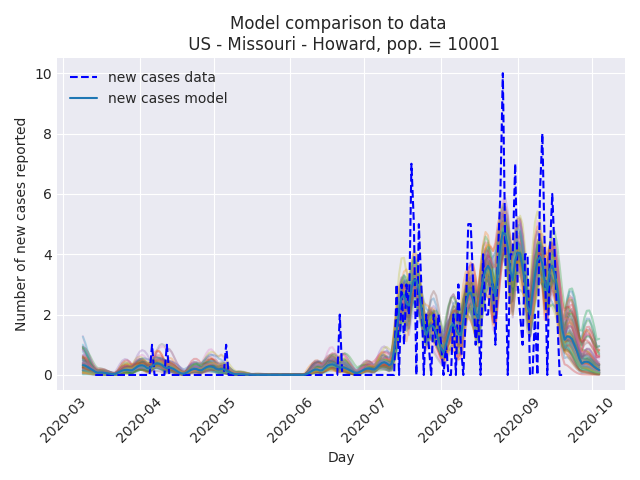 Model comparison to data
US - Missouri - Howard, pop. = 10001
new cases data
new cases model
Number of new cases reported
10
8
6
4
2
0
2020-03
2020-04
2020-05
2020-06
2020-07
2020-08
2020-09
2020-10
Day